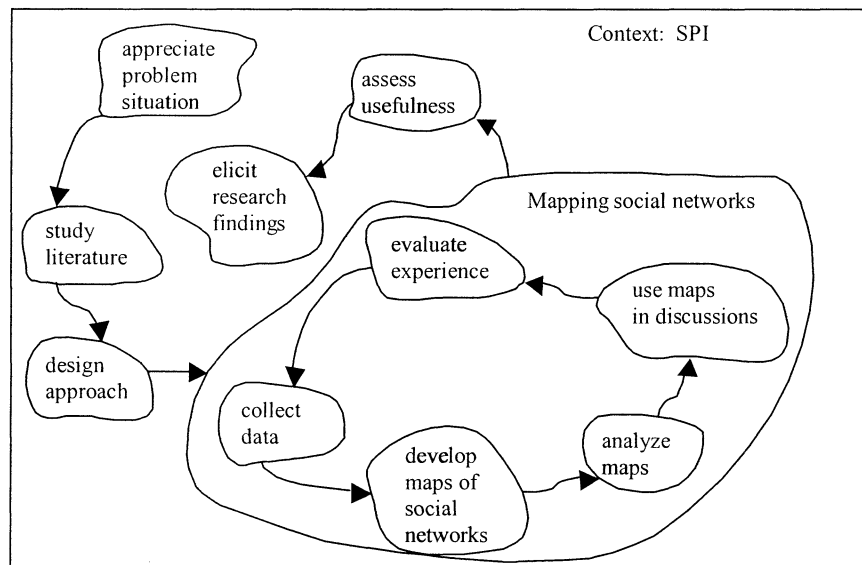 Context: SPI
appreciate
problem
situation
assess
usefulness
elicit
research
findings
study
literature
design
approach
Mapping social networks
evaluate
experience
use maps
in discussions
collect
data
develop
maps of
social
networks
analyze
maps